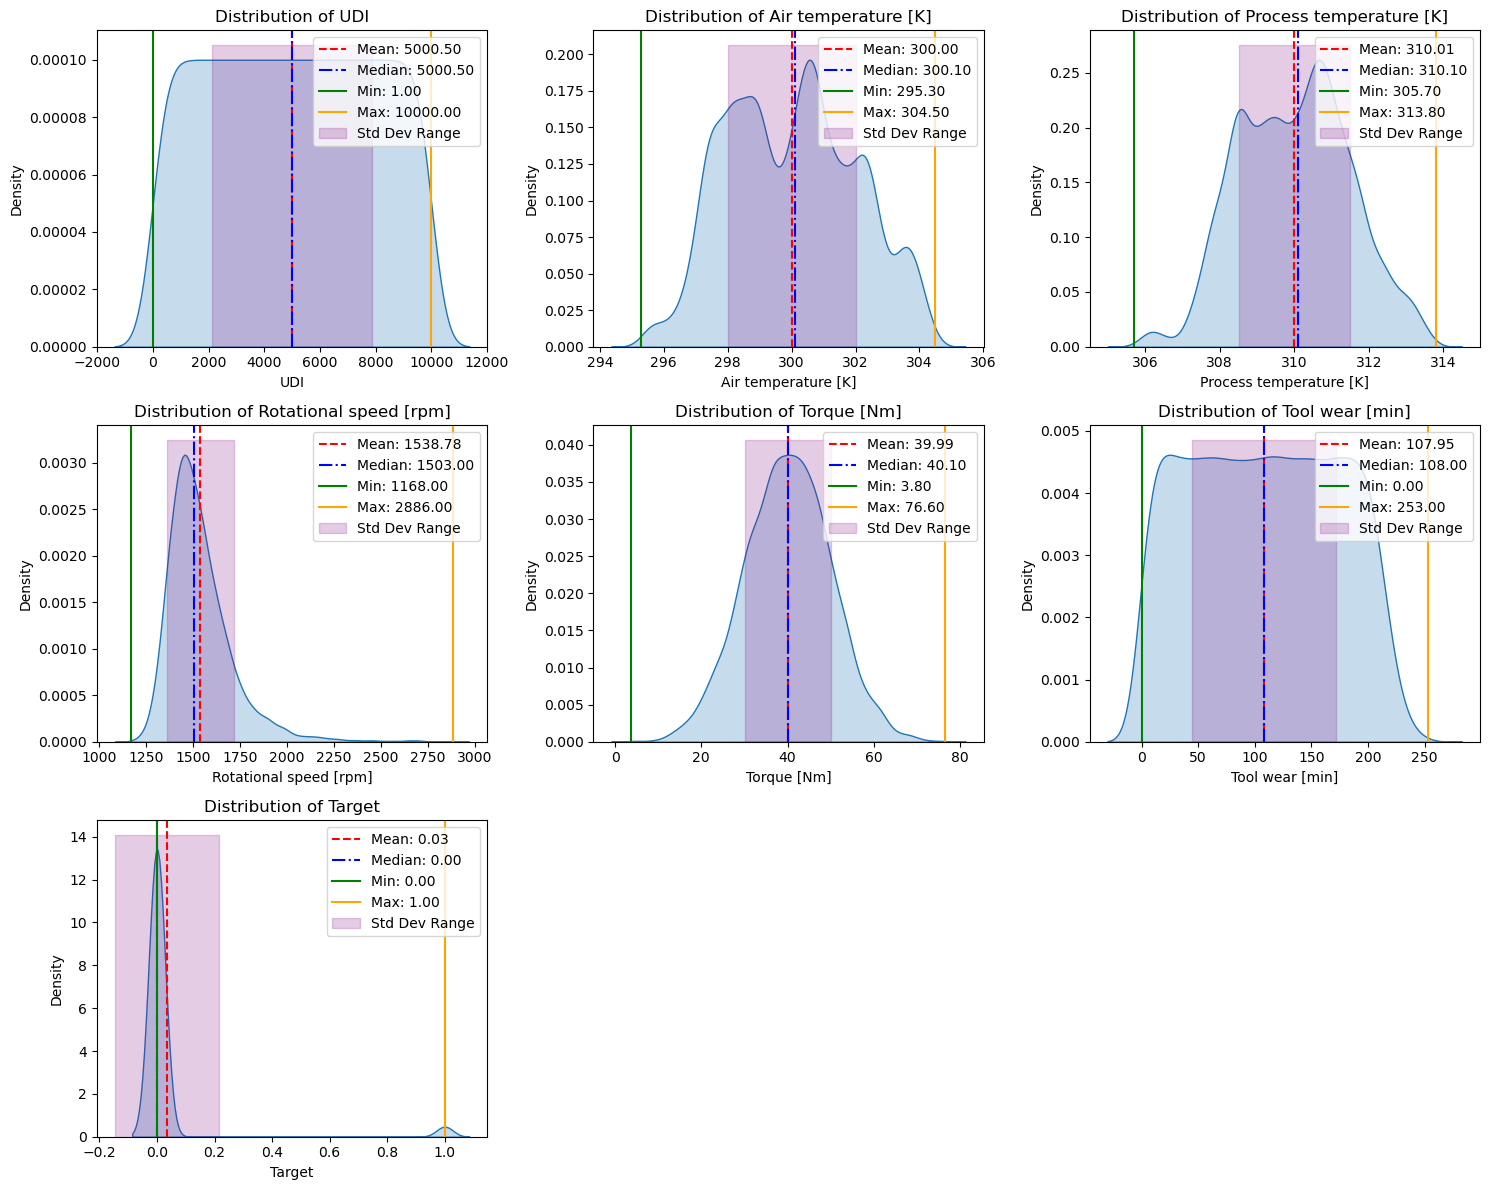 Distribution of UDI
Density
0.00010
0.00008
0.00006
0.00004
0.00002
0.00000
−2000 0 2000 4000 6000 8000 10000 12000
UDI
Mean: 5000.50
Median: 5000.50
Min: 1.00
Max: 10000.00
Std Dev Range
Distribution of Air temperature [K]
Density
0.200
0.175
0.150
0.125
0.100
0.075
0.050
0.025
0.000
294 296 298 300 302 304 306
Air temperature [K]
Mean: 300.00
Median: 300.10
Min: 295.30
Max: 304.50
Std Dev Range
Distribution of Process temperature [K]
Density
0.25
0.20
0.15
0.10
0.05
0.00
306 308 310 312 314
Process temperature [K]
Mean: 310.01
Median: 310.10
Min: 305.70
Max: 313.80
Std Dev Range
Distribution of Rotational speed [rpm]
Density
0.0030
0.0025
0.0020
0.0015
0.0010
0.0005
0.0000
1000 1250 1500 1750 2000 2250 2500 2750 3000
Rotational speed [rpm]
Mean: 1538.78
Median: 1503.00
Min: 1168.00
Max: 2886.00
Std Dev Range
Distribution of Torque [Nm]
Density
0.040
0.035
0.030
0.025
0.020
0.015
0.010
0.005
0.000
0 20 40 60 80
Torque [Nm]
Mean: 39.99
Median: 40.10
Min: 3.80
Max: 76.60
Std Dev Range
Distribution of Tool wear [min]
Density
0.005
0.004
0.003
0.002
0.001
0.000
0 50 100 150 200 250
Tool wear [min]
Mean: 107.95
Median: 108.00
Min: 0.00
Max: 253.00
Std Dev Range
Distribution of Target
Density
14
12
10
8
6
4
2
0
−0.2 0.0 0.2 0.4 0.6 0.8 1.0
Target
Mean: 0.03
Median: 0.00
Min: 0.00
Max: 1.00
Std Dev Range